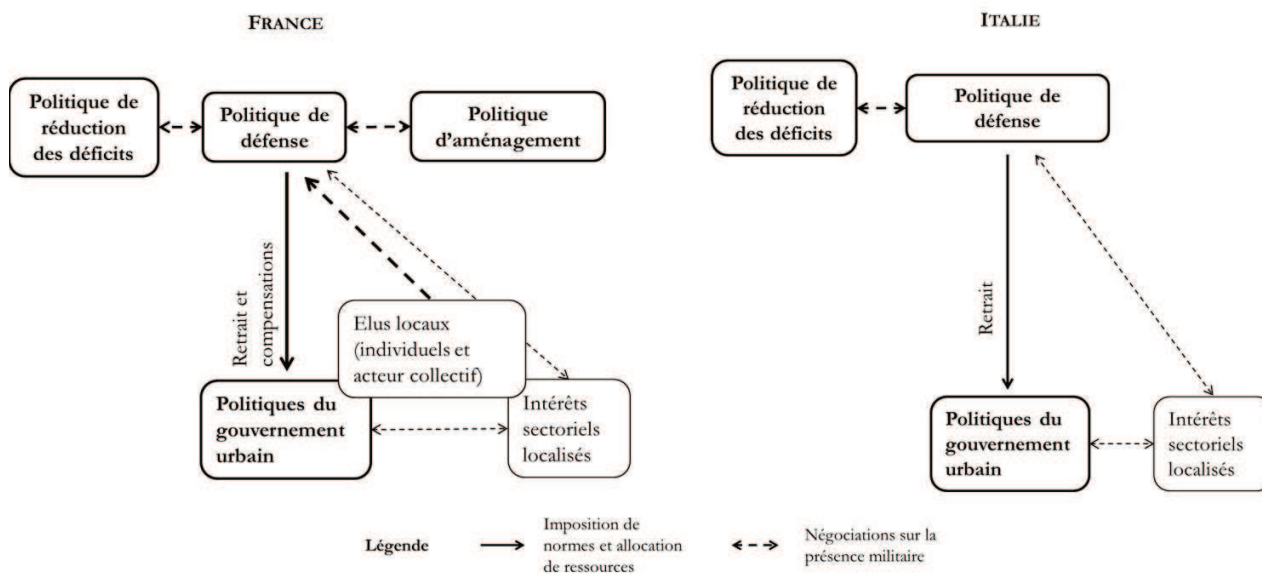 FRANCE
Politique de
réduction
des déficits
Politique de
défense
Politique
d'aménagement
Retrait et
compensations
Elus locaux
(individuels et
acteur collectif)
Politiques du
gouvernement
urbain
Intérêts
sectoriels
localisés
ITALIE
Politique de
réduction
des déficits
Politique de
défense
Retrait
Politiques du
gouvernement
urbain
Intérêts
sectoriels
localisés
Légende
Imposition de
normes et allocation
de ressources
Négociations sur la
présence militaire